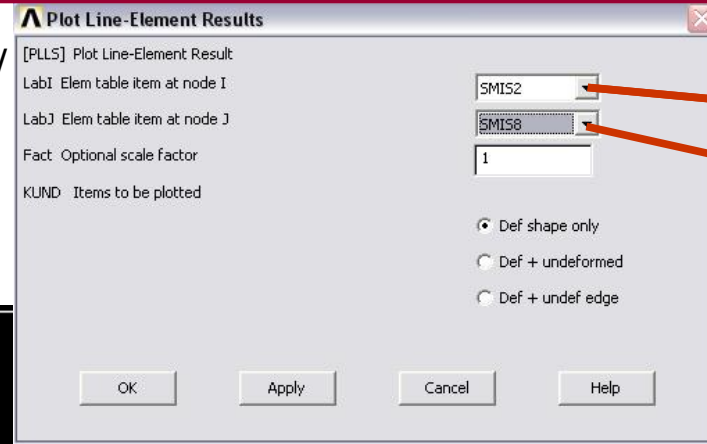 Plot Line-Element Results
[PLLS] Plot Line-Element Result
LabI Elem table item at node I
SMIS2
LabJ Elem table item at node J
SMIS8
Fact Optional scale factor
1
KUND Items to be plotted
Def shape only
Def + undeformed
Def + undef edge
OK Apply Cancel Help